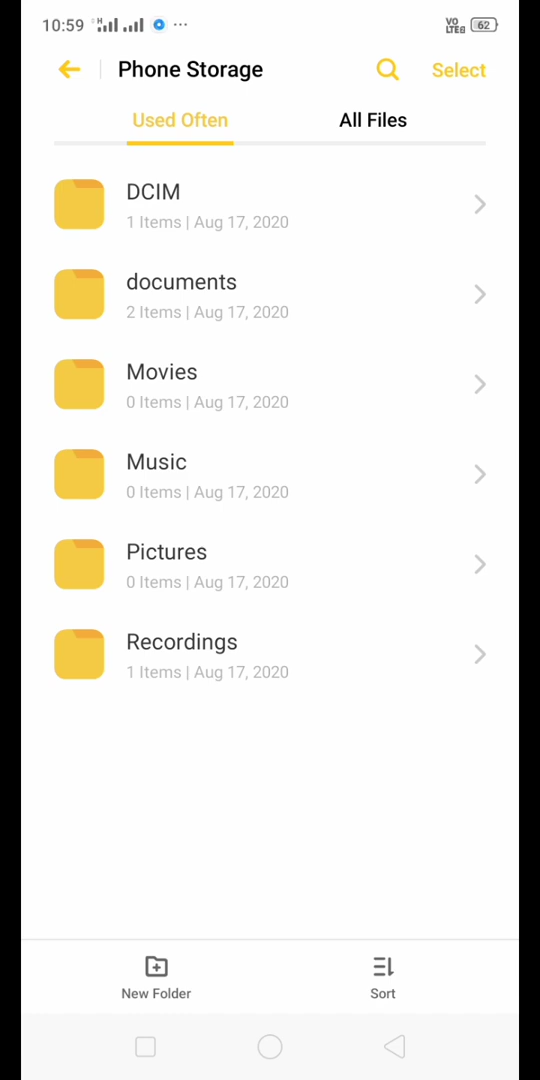 10:59 H ... VO LTE 62
Phone Storage Select
Used Often All Files
DCIM
1 Items | Aug 17, 2020
documents
2 Items | Aug 17, 2020
Movies
0 Items | Aug 17, 2020
Music
0 Items | Aug 17, 2020
Pictures
0 Items | Aug 17, 2020
Recordings
1 Items | Aug 17, 2020
New Folder Sort